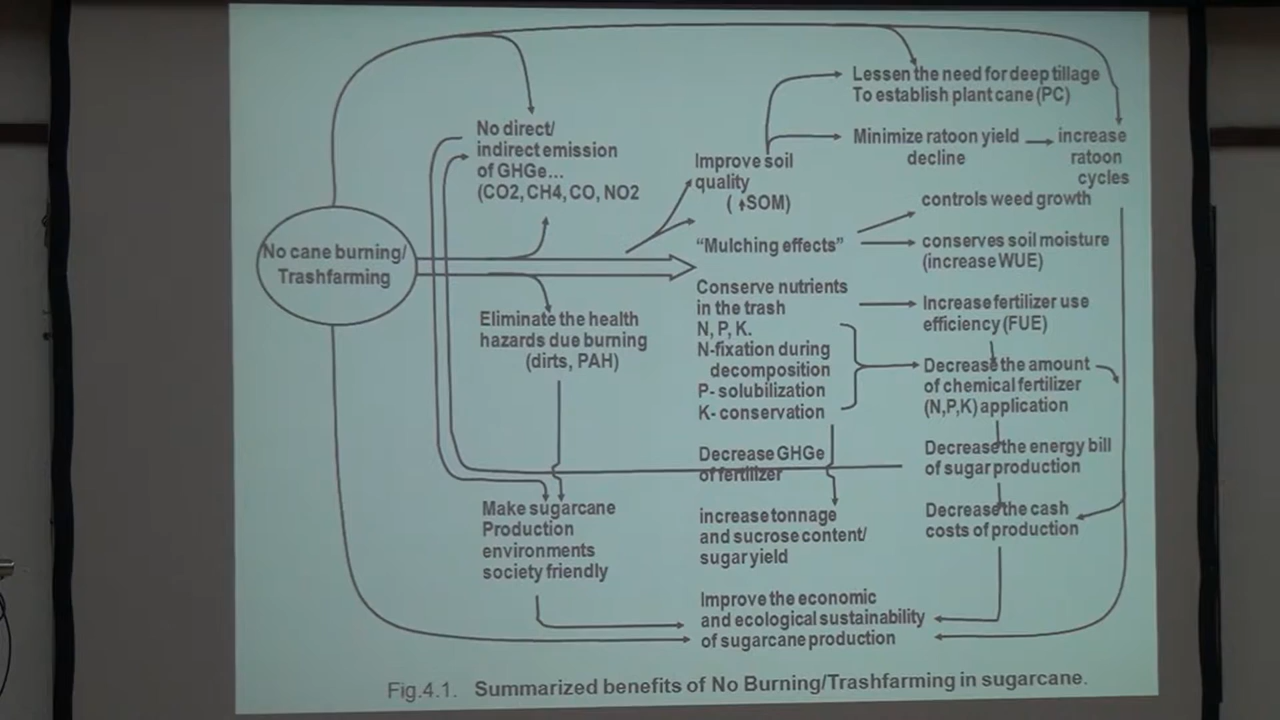 No cane burning/
Trashfarming
No direct/
indirect emission
of GHGe...
(CO2, CH4, CO, NO2
Eliminate the health
hazards due burning
(dirts, PAH)
Make sugarcane
Production
environments
society friendly
Improve soil
quality
( ↑SOM)
"Mulching effects"
Conserve nutrients
in the trash
N, P, K.
N-fixation during
decomposition
P- solubilization
K- conservation
Decrease GHGe
of fertilizer
increase tonnage
and sucrose content/
sugar yield
Improve the economic
and ecological sustainability
of sugarcane production
Lessen the need for deep tillage
To establish plant cane (PC)
Minimize ratoon yield
decline
increase
ratoon
cycles
controls weed growth
conserves soil moisture
(increase WUE)
Increase fertilizer use
efficiency (FUE)
Decrease the amount
of chemical fertilizer
(N,P,K) application
Decrease the energy bill
of sugar production
Decrease the cash
costs of production
Fig.4.1. Summarized benefits of No Burning/Trashfarming in sugarcane.